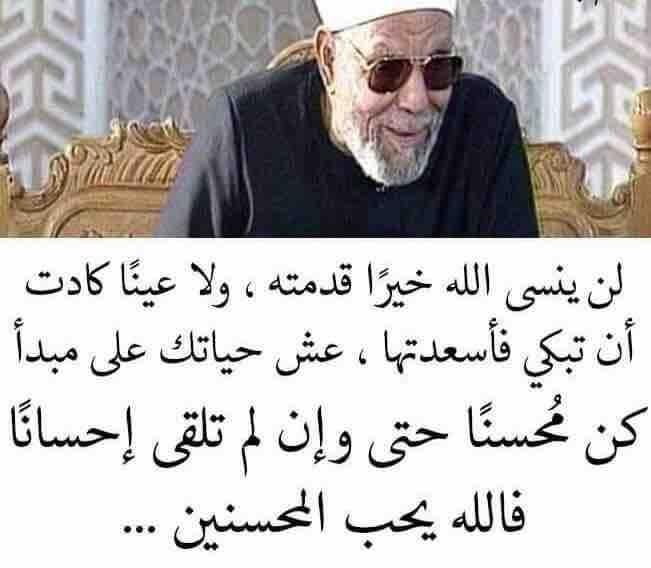 لن ينسى الله خيرًا قدمته ، ولا عينًا كادت
أن تبكي فأسعدتها ، عش حياتك على مبدأ
كن مُحسنًا حتى وإن لم تلقى إحسانًا
فالله يحب المحسنين ...